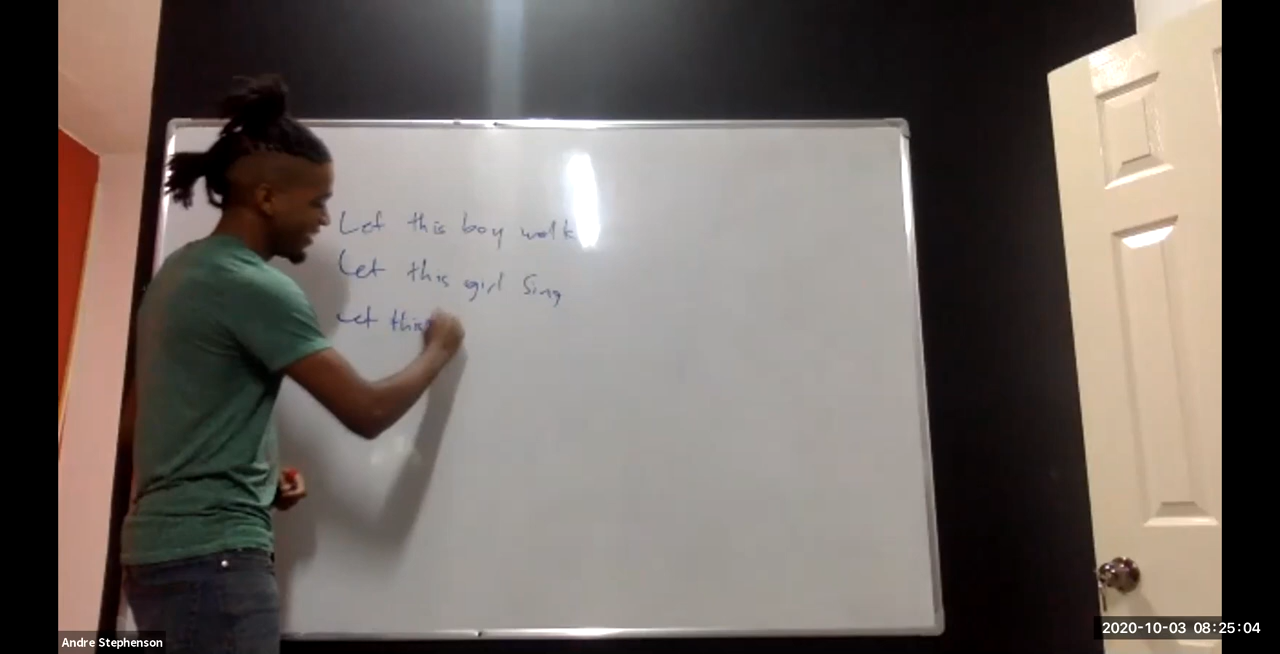 Let this boy walk
Let this girl Sing
Let this
Andre Stephenson
2020-10-03 08:25:04